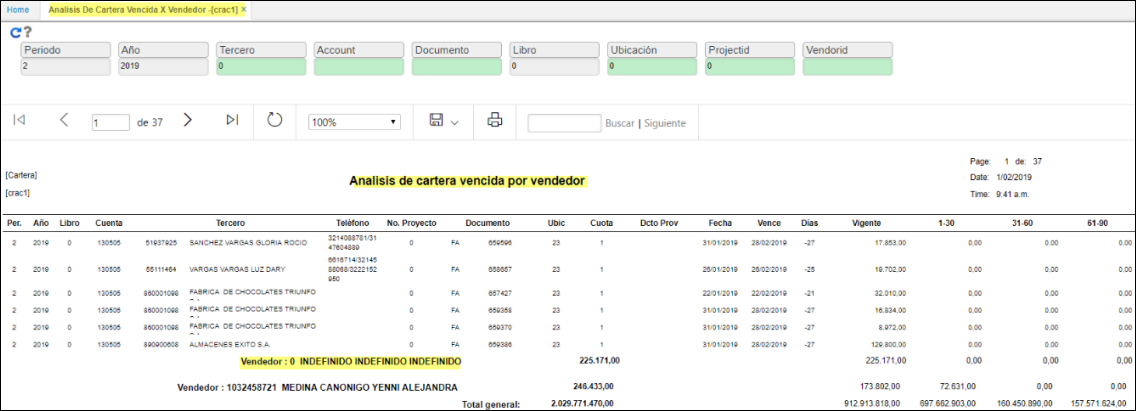 Home Analisis De Cartera Vencida X Vendedor -[crac1] ×
?
Periodo Año Tercero Account Documento Libro Ubicación Projectid Vendorid
2 2019 0 0 0 0
1 de 37 100% Buscar | Siguiente
Page: 1 de: 37
[Cartera] Date: 1/02/2019
Analisis de cartera vencida por vendedor
[crac1] Time: 9:41 a.m.
Per. Año Libro Cuenta Tercero Teléfono No. Proyecto Documento Ubic Cuota Dcto Prov Fecha Vence Días Vigente 1-30 31-60 61-90
2 2019 0 130505 51937925 SANCHEZ VARGAS GLORIA ROCIO 3214088781/31 0 FA 659596 23 1 31/01/2019 28/02/2019 -27 17.853,00 0,00 0,00 0,00
47604889
6616714/32145
2 2019 0 130505 55111464 VARGAS VARGAS LUZ DARY 88068/3222152 0 FA 658657 23 1 26/01/2019 26/02/2019 -25 19.702,00 0,00 0,00 0,00
950
2 2019 0 130505 860001098 FABRICA DE CHOCOLATES TRIUNFO 0 FA 657427 23 1 22/01/2019 22/02/2019 -21 32.010,00 0,00 0,00 0,00
2 2019 0 130505 860001098 FABRICA DE CHOCOLATES TRIUNFO 0 FA 659358 23 1 31/01/2019 28/02/2019 -27 16.834,00 0,00 0,00 0,00
2 2019 0 130505 860001098 FABRICA DE CHOCOLATES TRIUNFO 0 FA 659370 23 1 31/01/2019 28/02/2019 -27 8.972,00 0,00 0,00 0,00
2 2019 0 130505 890900608 ALMACENES EXITO S.A. 0 FA 659386 23 1 31/01/2019 28/02/2019 -27 129.800,00 0,00 0,00 0,00
Vendedor : 0 INDEFINIDO INDEFINIDO INDEFINIDO 225.171,00 225.171,00 0,00 0,00 0,00
Vendedor : 1032458721 MEDINA CANONIGO YENNI ALEJANDRA 246.433,00 173.802,00 72.631,00 0,00 0,00
Total general: 2.029.771.470,00 912.913.818,00 697.662.903,00 160.450.890,00 157.571.624,00